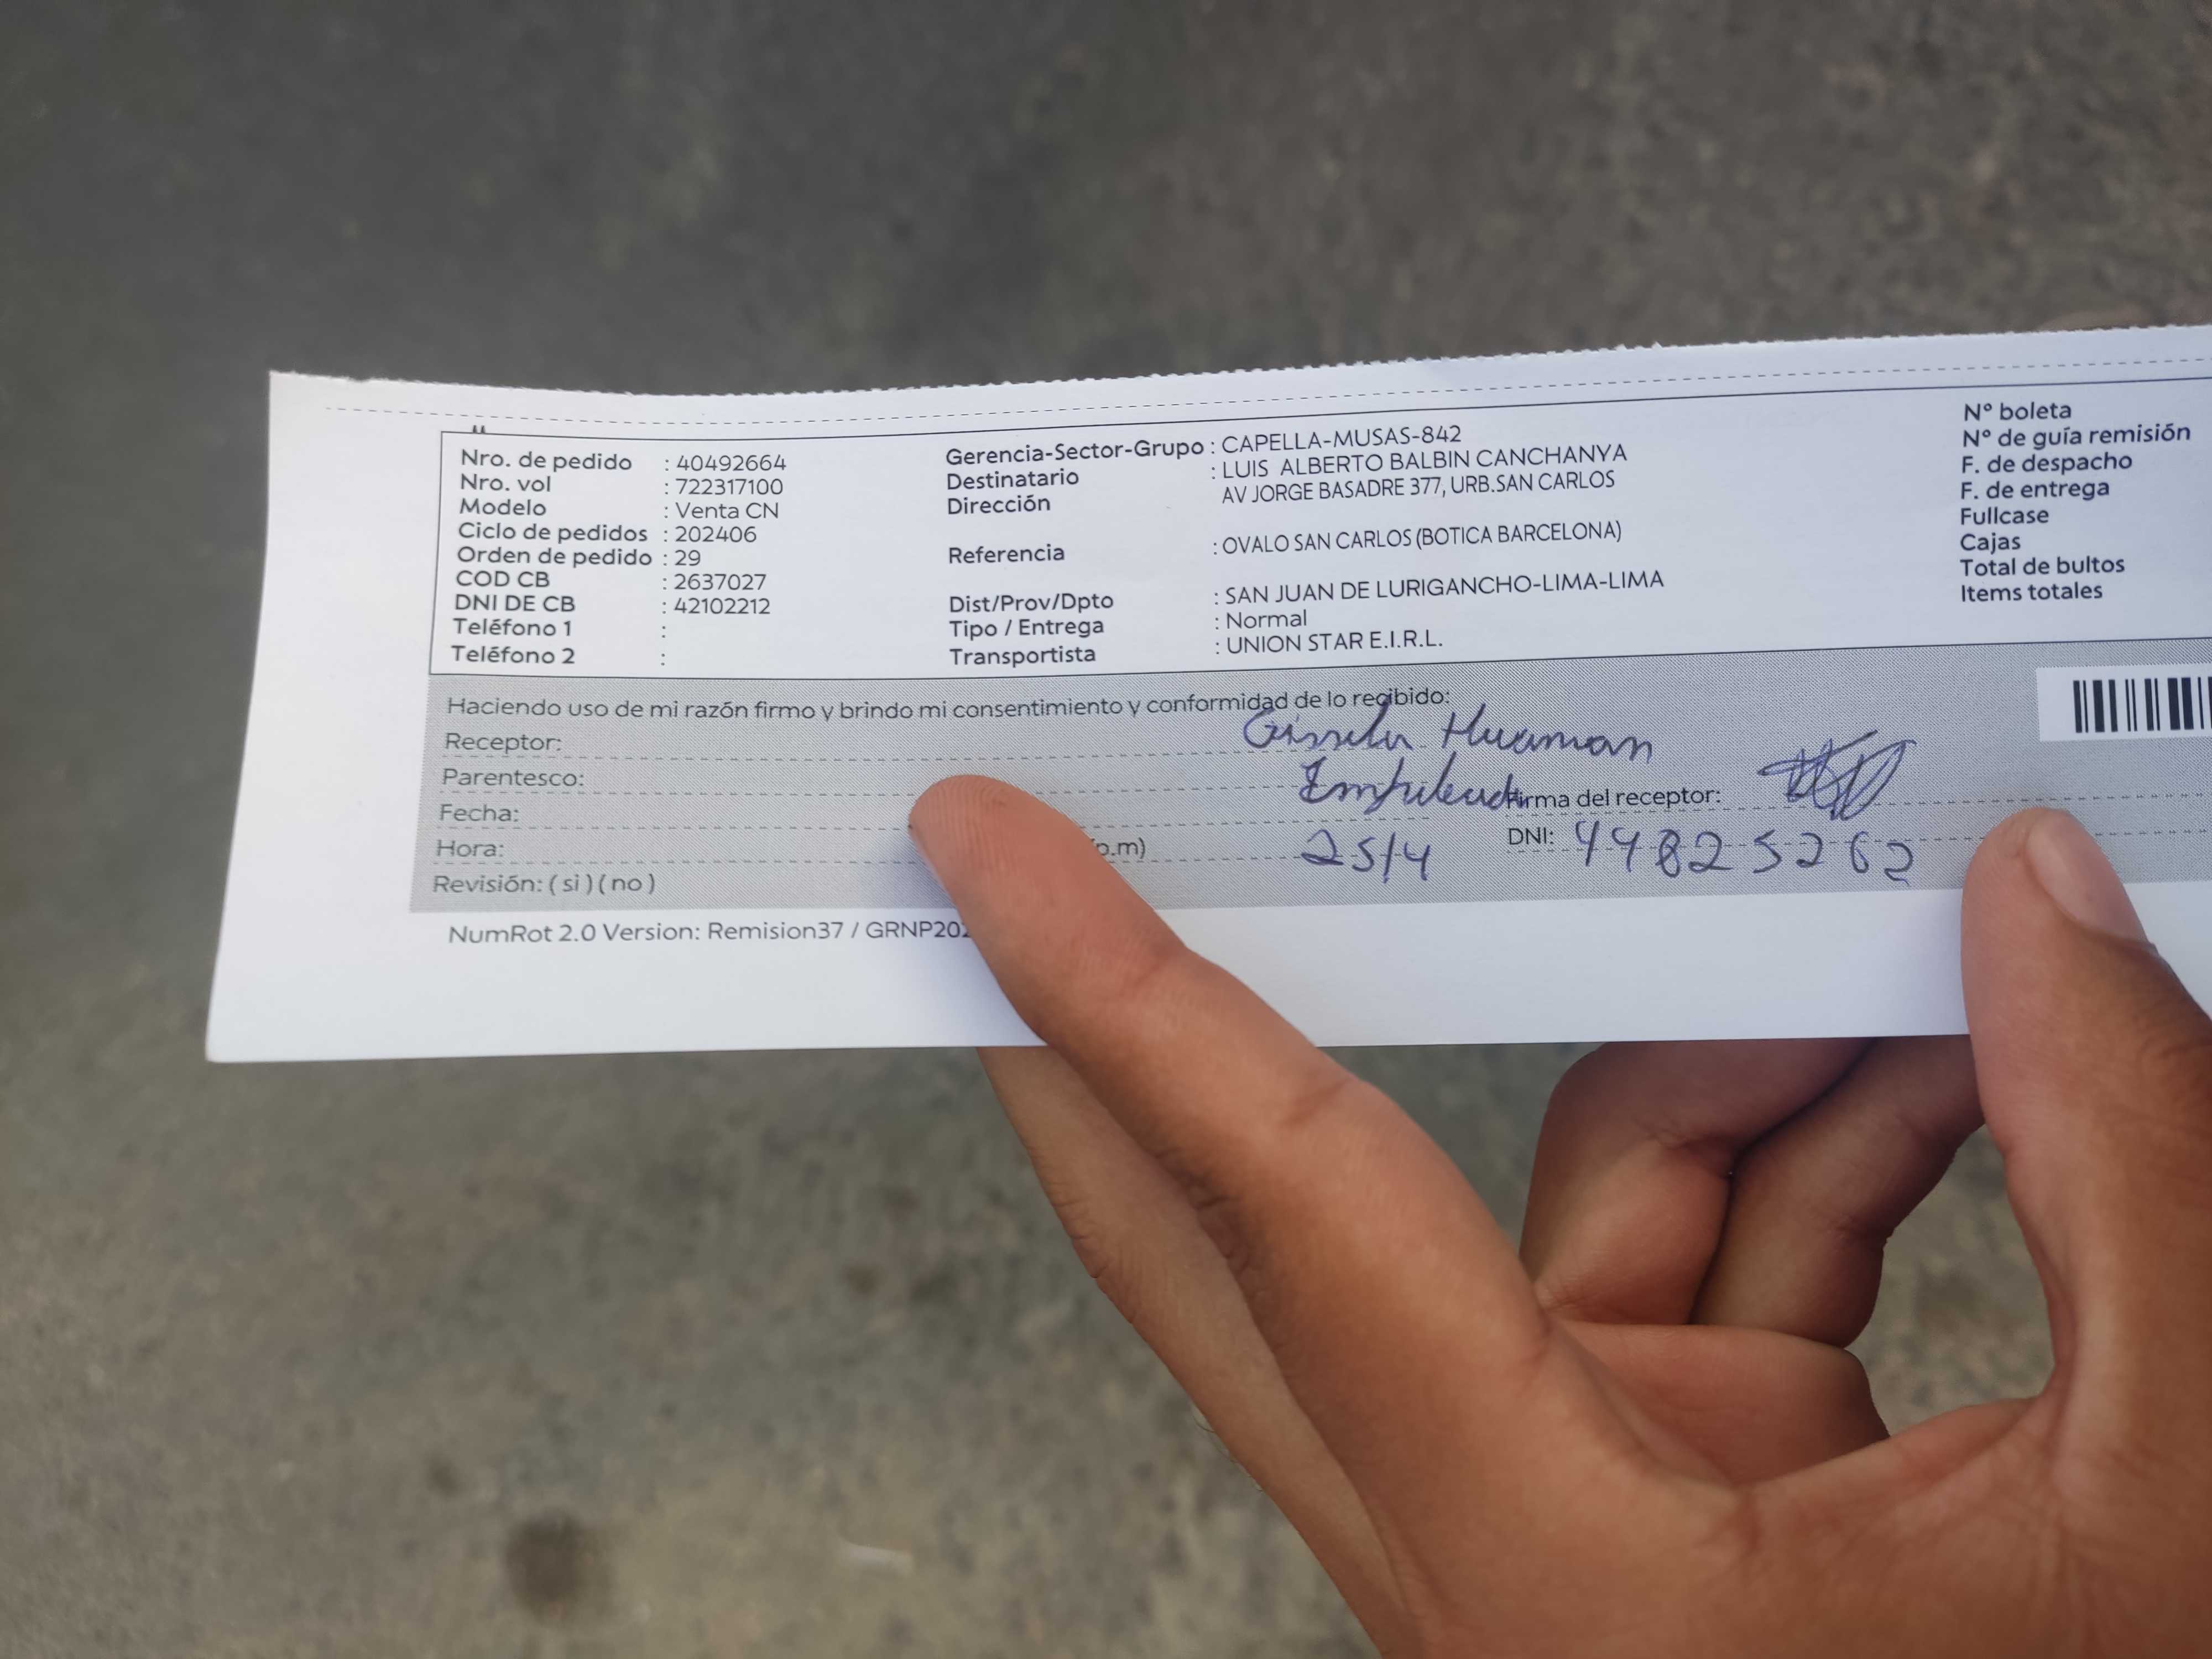 Nro. de pedido : 40492664
Nro. vol : 722317100
Modelo : Venta CN
Ciclo de pedidos : 202406
Orden de pedido : 29
COD CB : 2637027
DNI DE CB : 42102212
Teléfono 1 :
Teléfono 2 :
Gerencia-Sector-Grupo : CAPELLA-MUSAS-842
Destinatario : LUIS ALBERTO BALBIN CANCHANYA
Dirección AV JORGE BASADRE 377, URB.SAN CARLOS
Referencia : OVALO SAN CARLOS (BOTICA BARCELONA)
Dist/Prov/Dpto : SAN JUAN DE LURIGANCHO-LIMA-LIMA
Tipo / Entrega : Normal
Transportista : UNION STAR E.I.R.L.
N° boleta
N° de guía remisión
F. de despacho
F. de entrega
Fullcase
Cajas
Total de bultos
Items totales
Haciendo uso de mi razón firmo y brindo mi consentimiento y conformidad de lo recibido:
Receptor: Gissela Huaman
Parentesco:
Firma del receptor:
Fecha: 25/4
DNI: 44825262
Hora: p.m)
Revisión: ( si ) ( no )
NumRot 2.0 Version: Remision37 / GRNP202